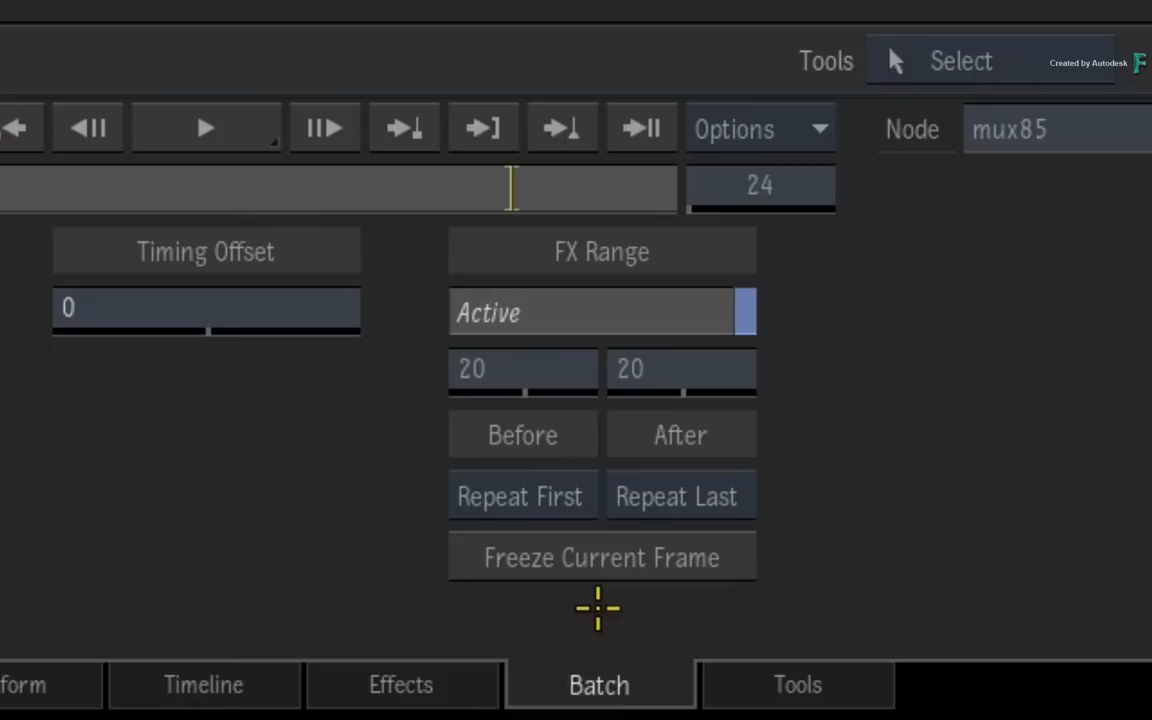 Tools Select Created by Autodesk F
Options Node mux85
24
Timing Offset FX Range
0 Active
20 20
Before After
Repeat First Repeat Last
Freeze Current Frame
form Timeline Effects Batch Tools